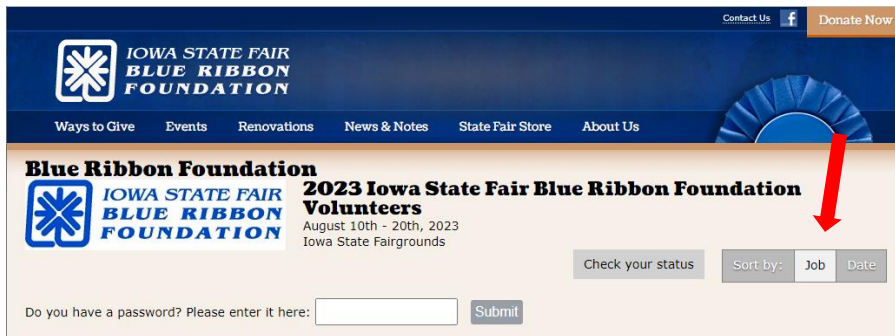 Contact Us
f
Donate Now
IOWA STATE FAIR
BLUE RIBBON
FOUNDATION
Ways to Give Events Renovations News & Notes State Fair Store About Us
Blue Ribbon Foundation
IOWA STATE FAIR
BLUE RIBBON
FOUNDATION
2023 Iowa State Fair Blue Ribbon Foundation
Volunteers
August 10th - 20th, 2023
Iowa State Fairgrounds
Check your status
Sort by: Job Date
Do you have a password? Please enter it here: Submit